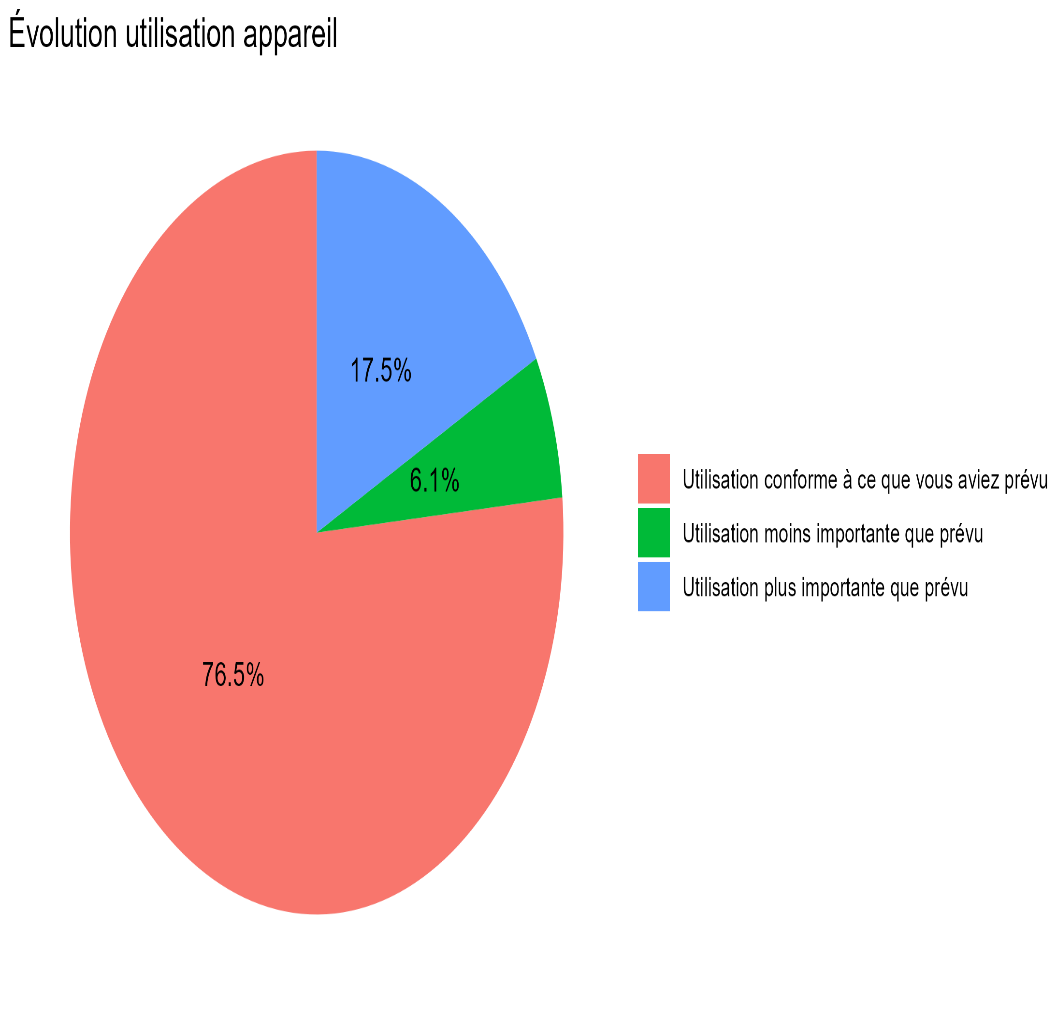 Évolution utilisation appareil
17.5%
6.1%
76.5%
Utilisation conforme à ce que vous aviez prévu
Utilisation moins importante que prévu
Utilisation plus importante que prévu